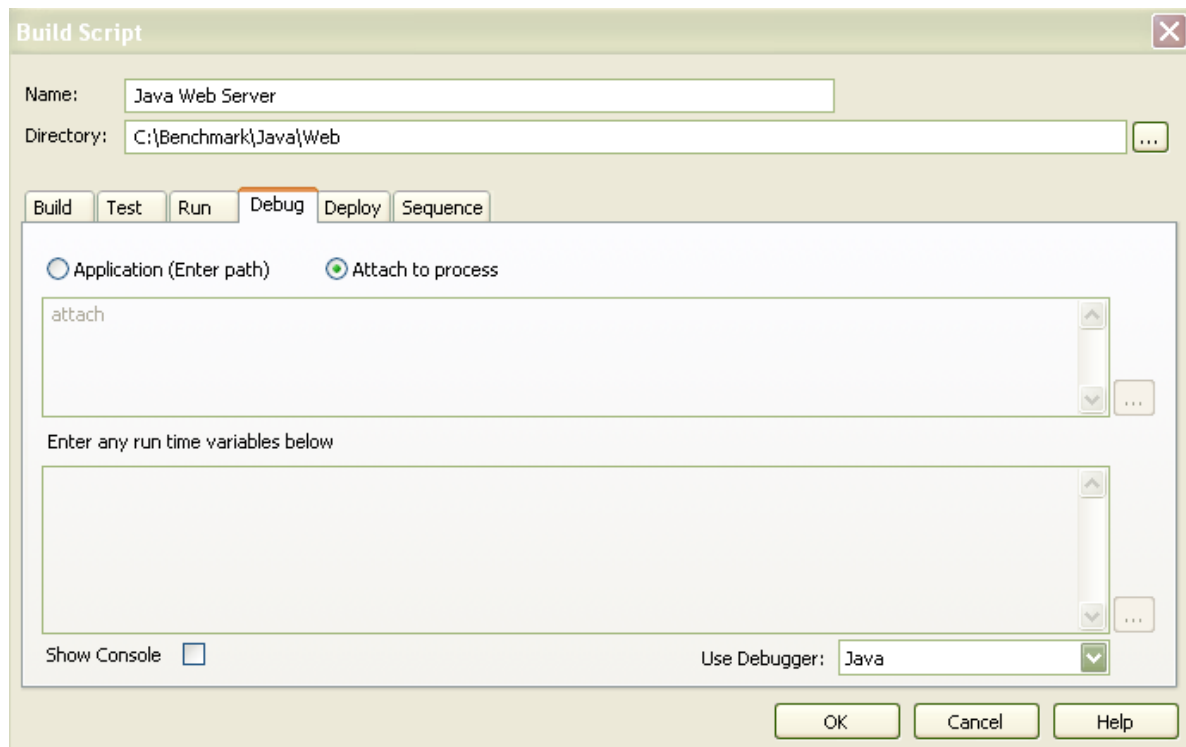 Build Script
Name: Java Web Server
Directory: C:\Benchmark\Java\Web ...
Build Test Run Debug Deploy Sequence
Application (Enter path) Attach to process
attach
...
Enter any run time variables below
...
Show Console Use Debugger: Java
OK Cancel Help